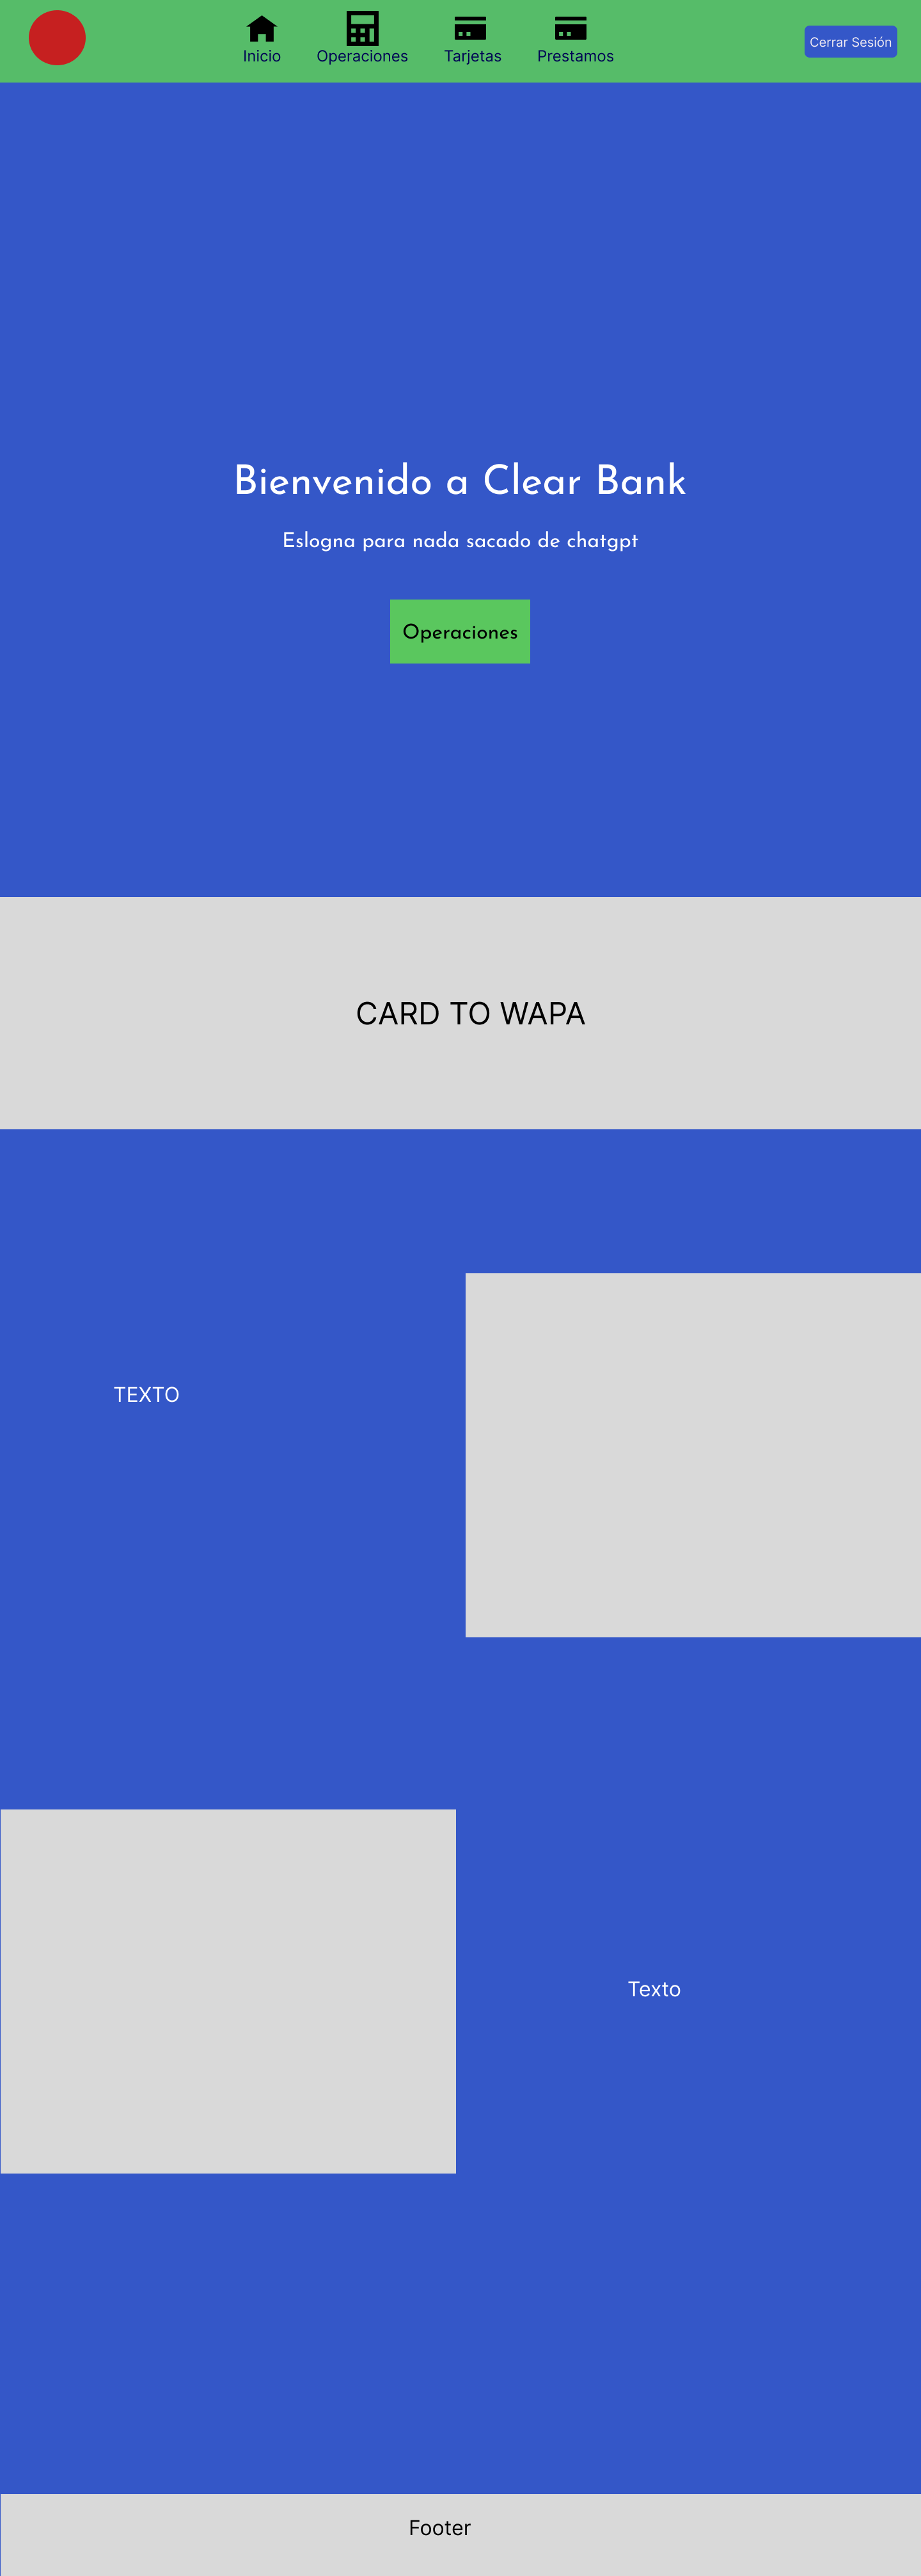 Inicio
Operaciones
Tarjetas
Prestamos
Cerrar Sesión
Bienvenido a Clear Bank
Eslogna para nada sacado de chatgpt
Operaciones
CARD TO WAPA
TEXTO
Texto
Footer